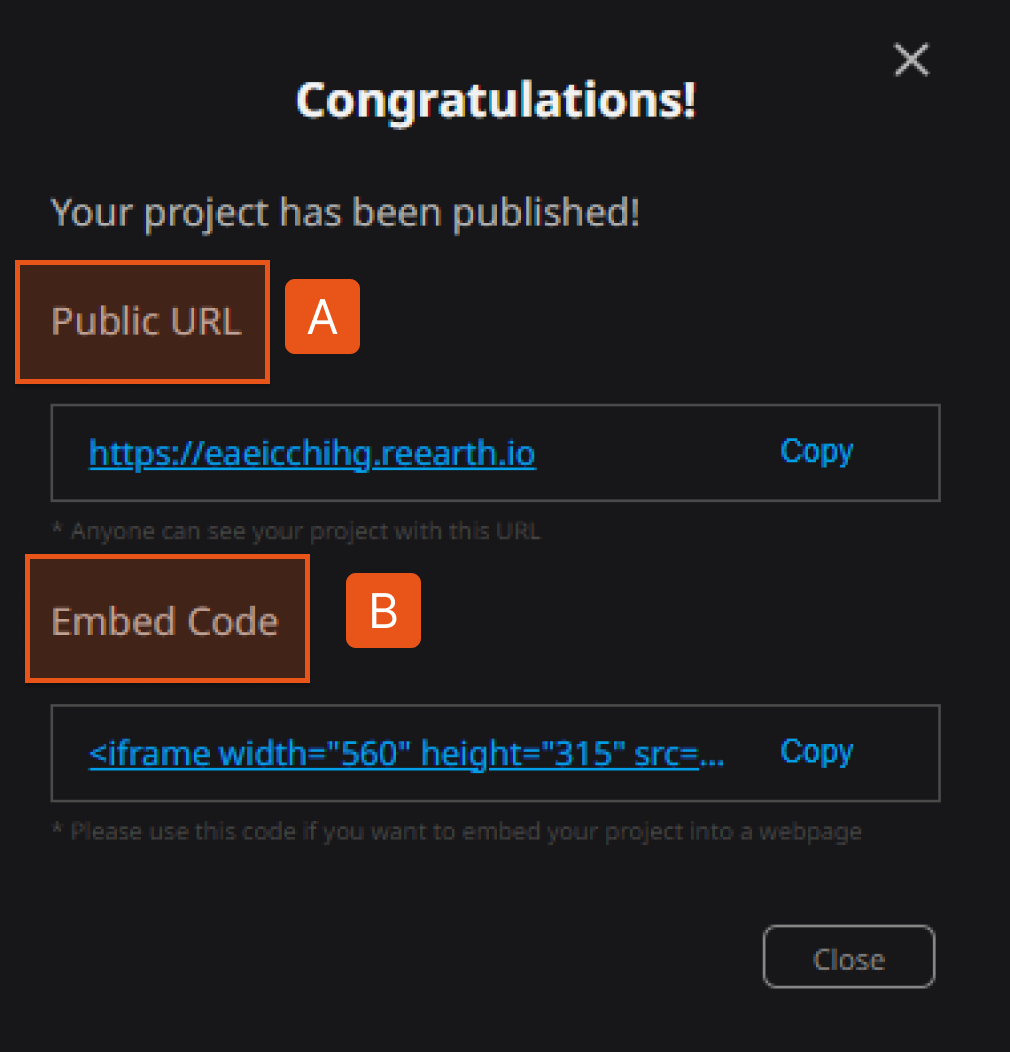 Congratulations!
Your project has been published!
Public URL
A
https://eaeicchihg.reearth.io
Copy
* Anyone can see your project with this URL
Embed Code
B
<iframe width="560" height="315" src=...
Copy
* Please use this code if you want to embed your project into a webpage
Close